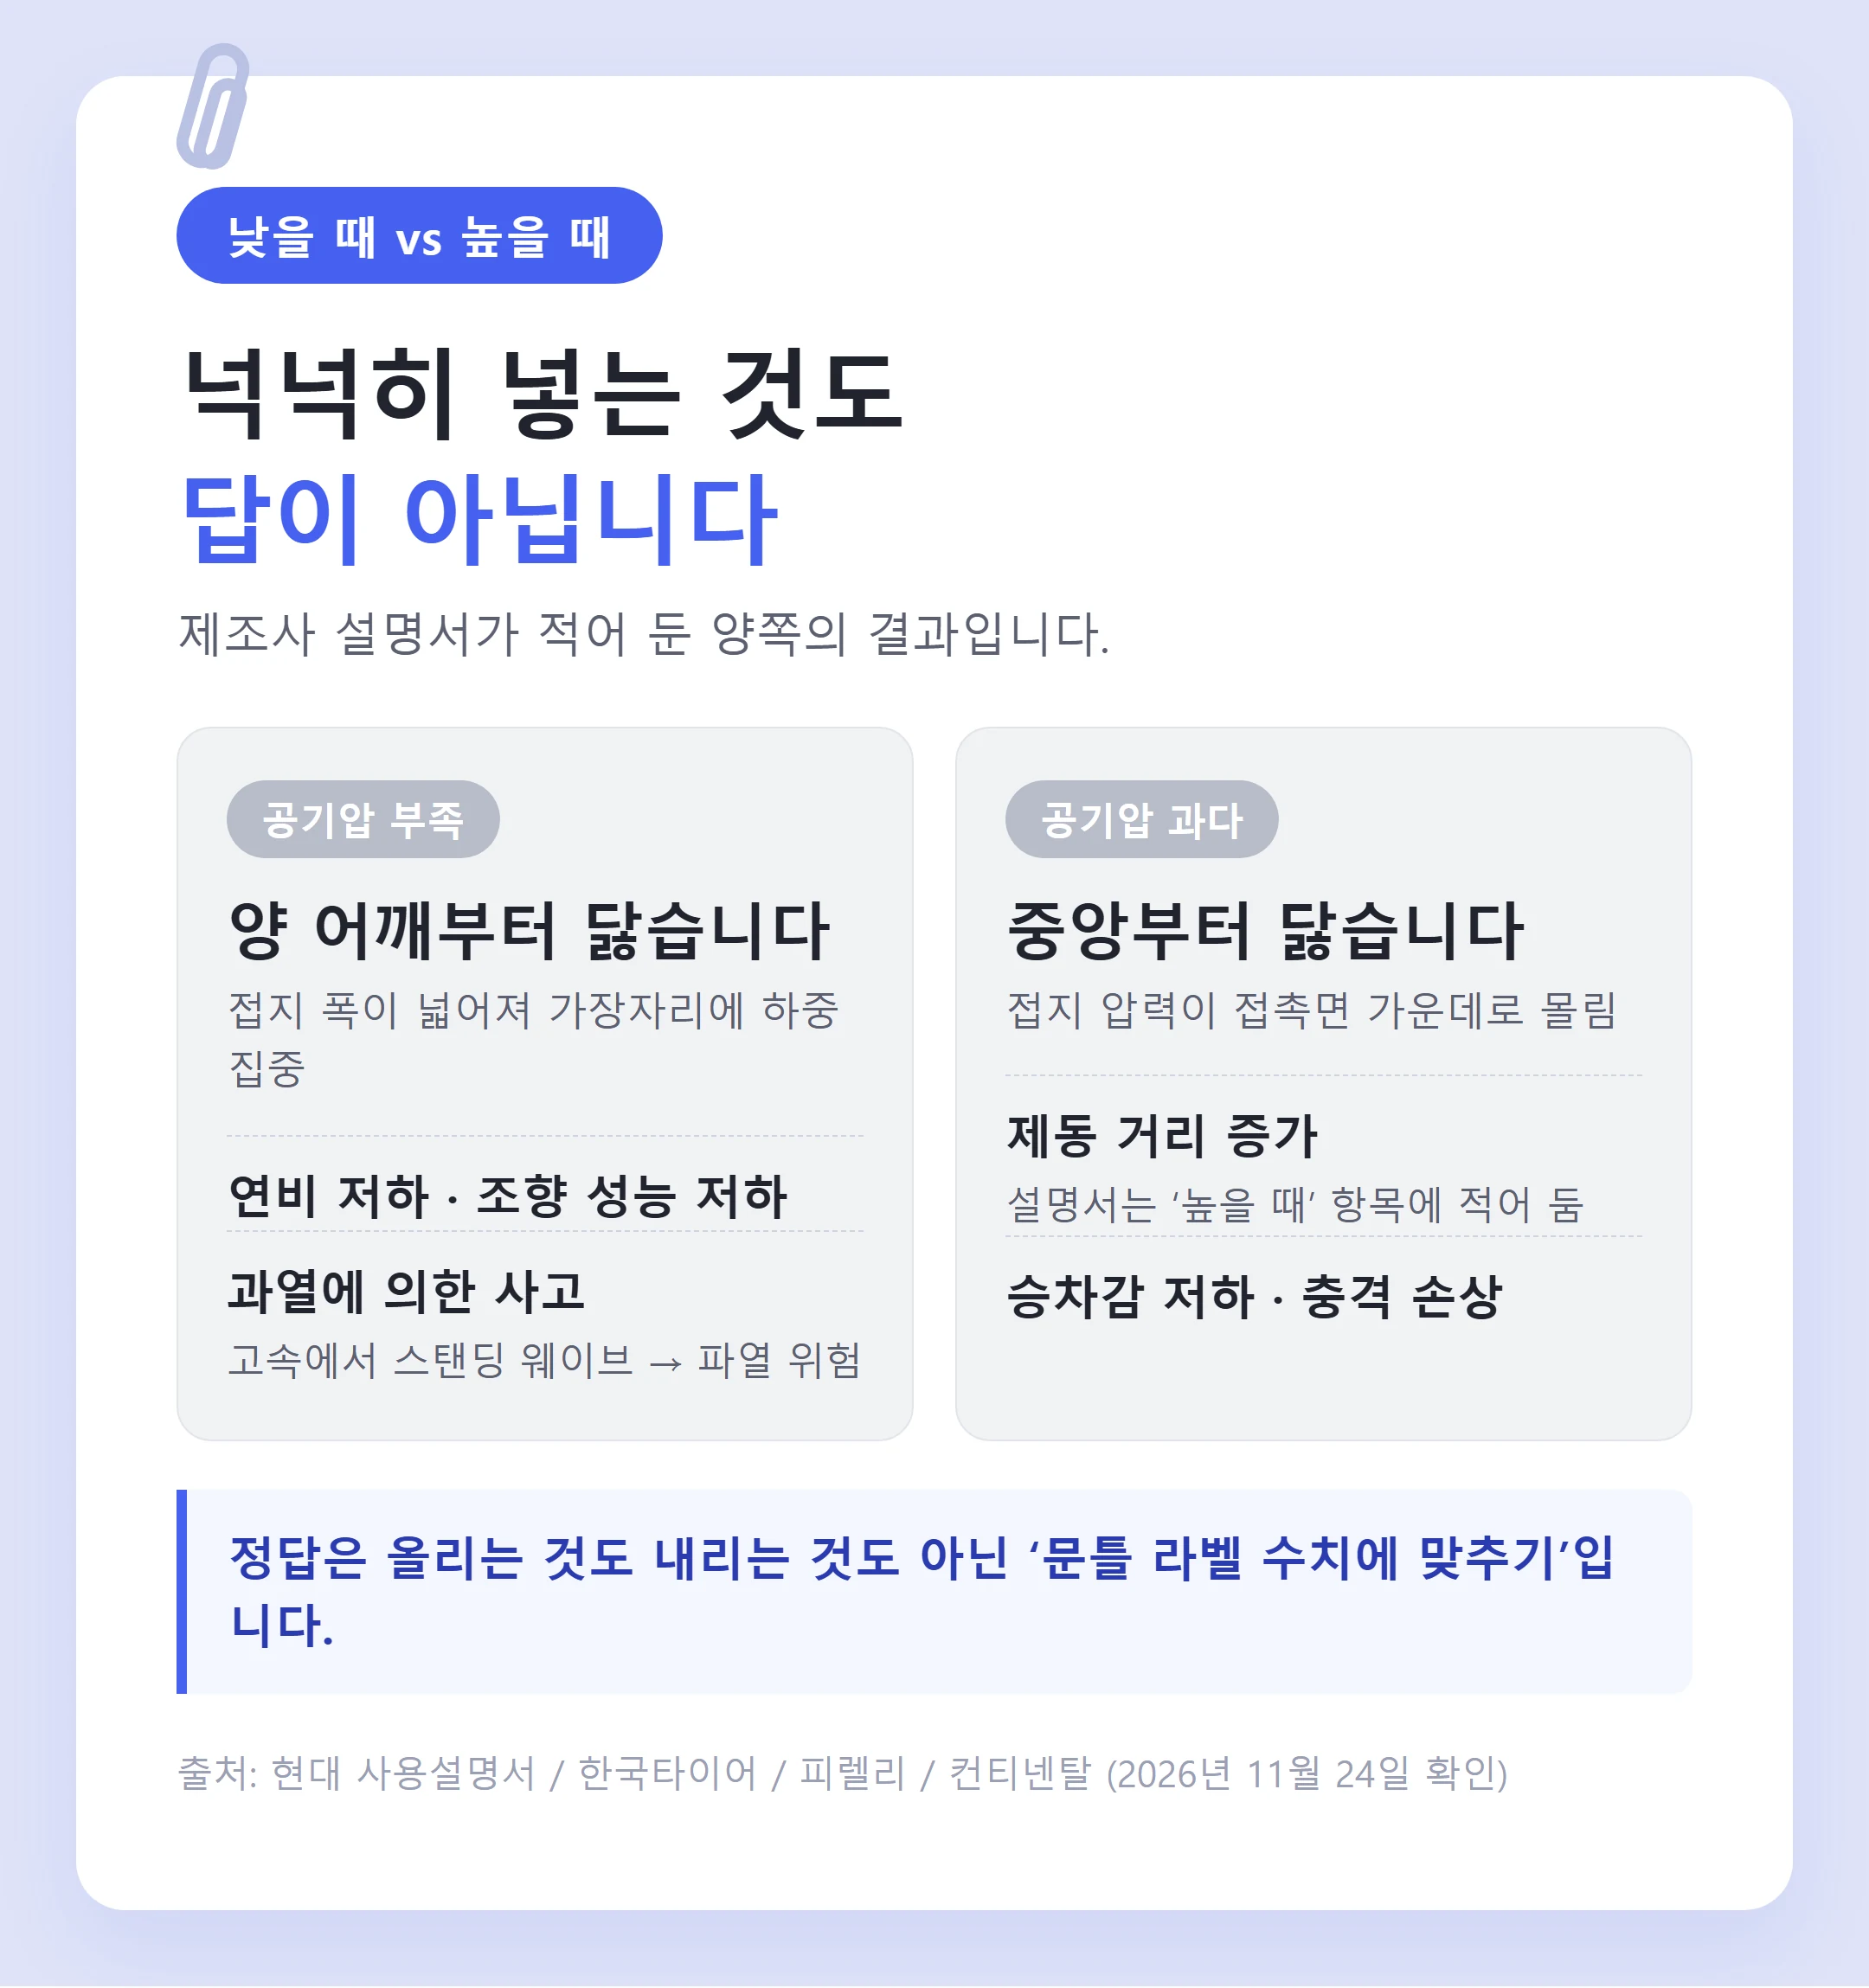 낮을 때 vs 높을 때
넉넉히 넣는 것도
답이 아닙니다
제조사 설명서가 적어 둔 양쪽의 결과입니다.
공기압 부족
양 어깨부터 닳습니다
접지 폭이 넓어져 가장자리에 하중
집중
연비 저하 · 조향 성능 저하
과열에 의한 사고
고속에서 스탠딩 웨이브 → 파열 위험
공기압 과다
중앙부터 닳습니다
접지 압력이 접촉면 가운데로 몰림
제동 거리 증가
설명서는 ‘높을 때’ 항목에 적어 둠
승차감 저하 · 충격 손상
정답은 올리는 것도 내리는 것도 아닌 ‘문틀 라벨 수치에 맞추기’입
니다.
출처: 현대 사용설명서 / 한국타이어 / 피렐리 / 컨티넨탈 (2026년 11월 24일 확인)